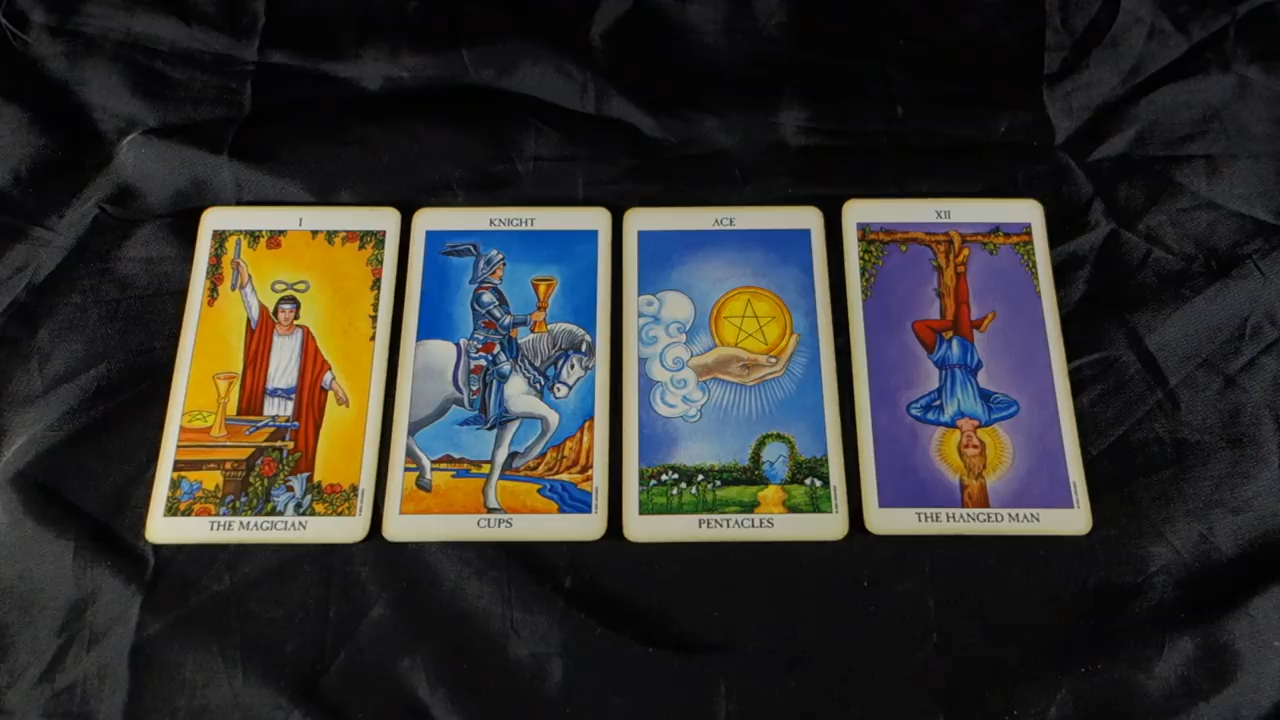 I
THE MAGICIAN
KNIGHT
CUPS
ACE
PENTACLES
XII
THE HANGED MAN